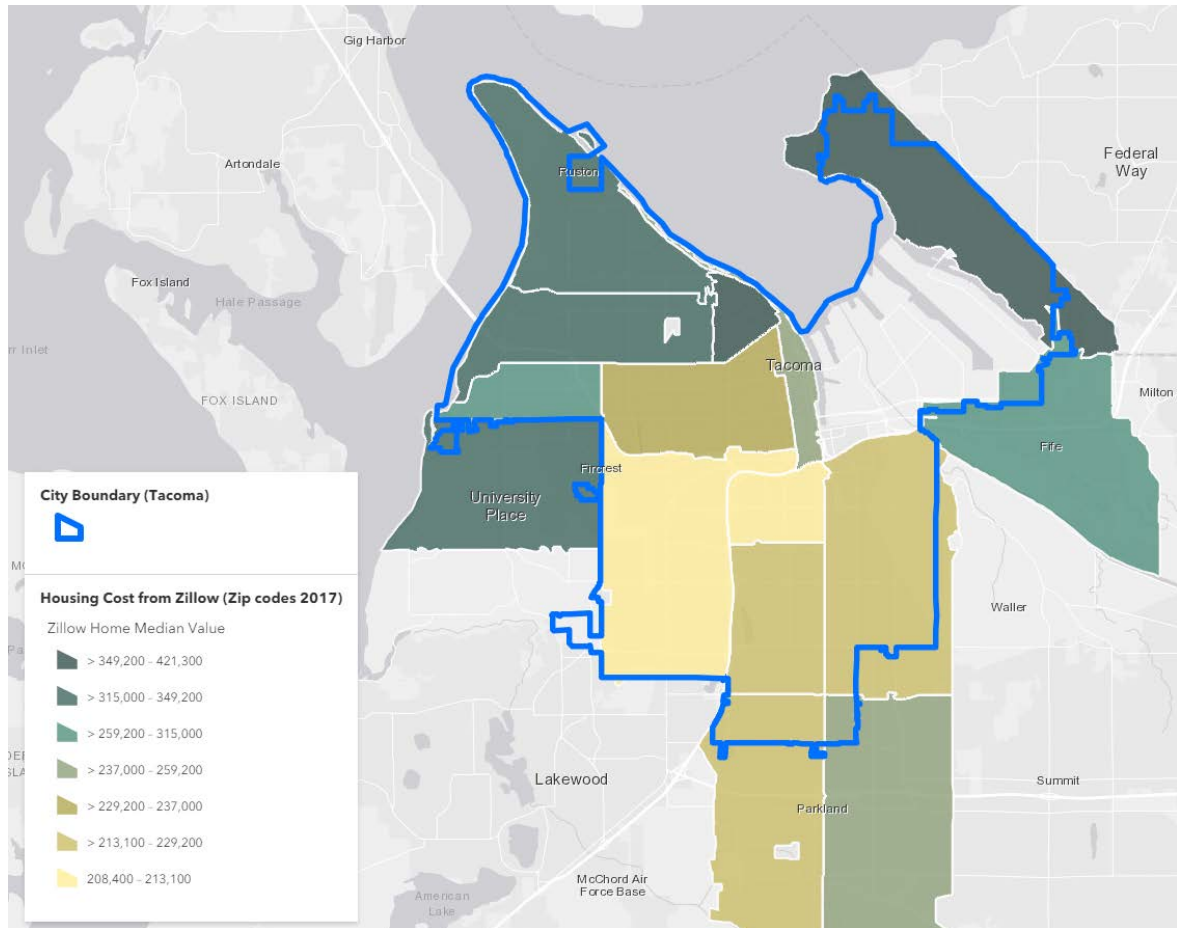 Gig Harbor
Artondale
Federal
Way
Ruston
Fox Island
Hale Passage
FOX ISLAND
Tacoma
Milton
Fife
Fircrest
University
Place
Waller
Lakewood
Summit
Parkland
McChord Air
Force Base
American
Lake
City Boundary (Tacoma)
Housing Cost from Zillow (Zip codes 2017)
Zillow Home Median Value
> 349,200 - 421,300
> 315,000 - 349,200
> 259,200 - 315,000
> 237,000 - 259,200
> 229,200 - 237,000
> 213,100 - 229,200
208,400 - 213,100